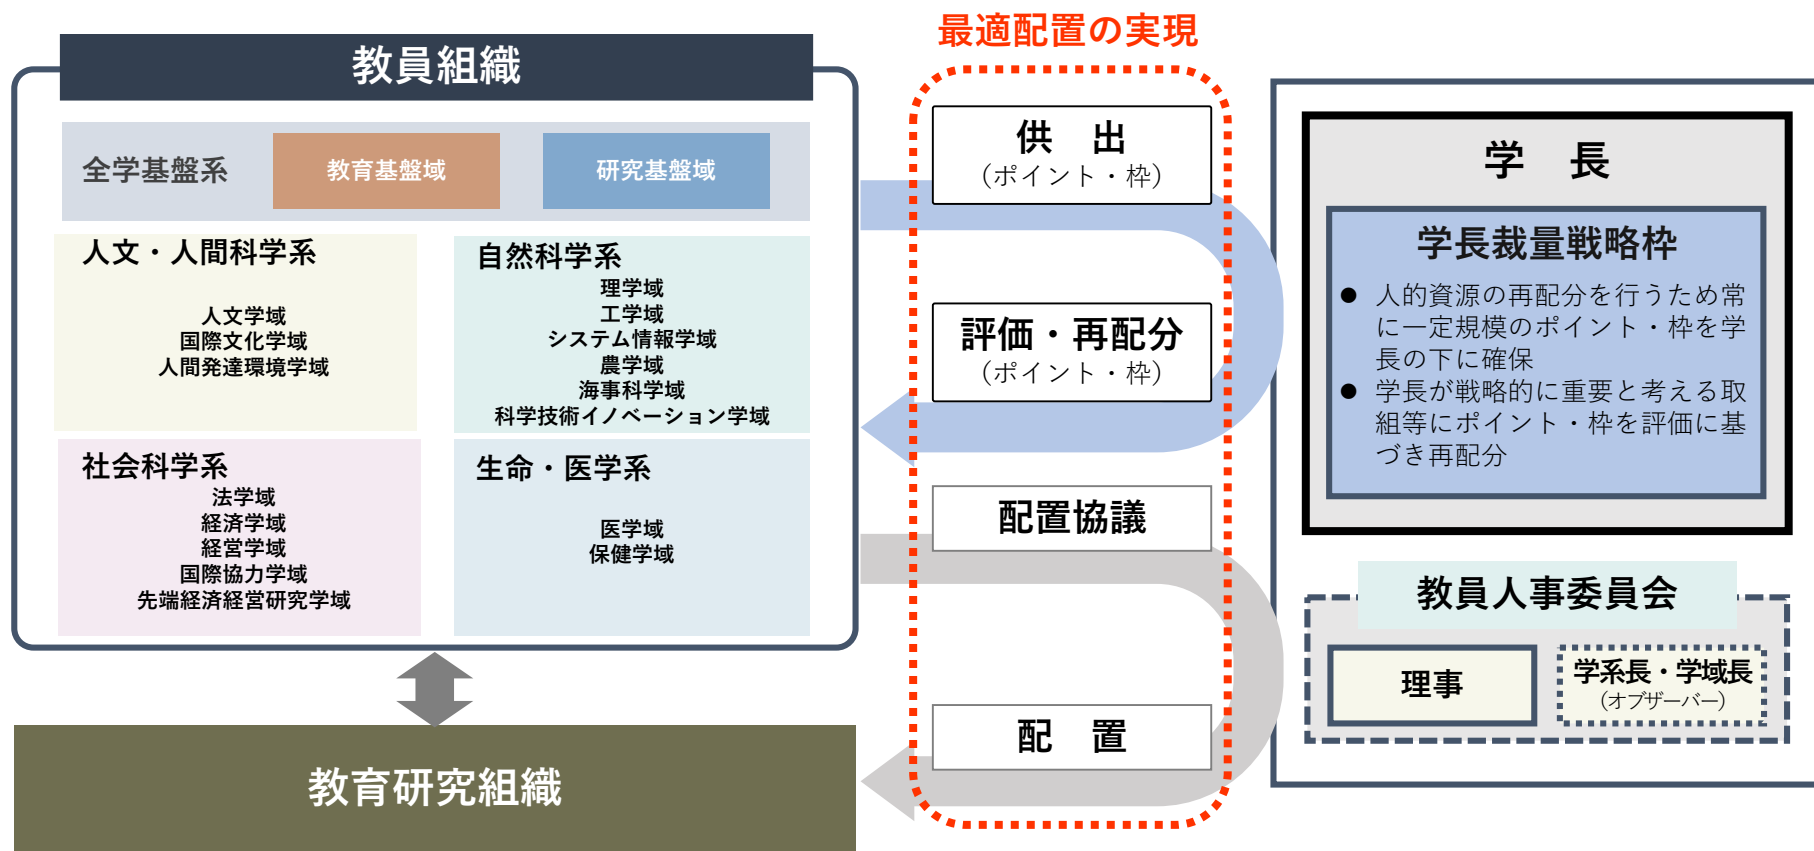 最適配置の実現
教員組織
全学基盤系
教育基盤域
研究基盤域
人文・人間科学系
人文学域
国際文化学域
人間発達環境学域
自然科学系
理学域
工学域
システム情報学域
農学域
海事科学域
科学技術イノベーション学域
社会科学系
法学域
経済学域
経営学域
国際協力学域
先端経済経営研究学域
生命・医学系
医学域
保健学域
教育研究組織
供　出
（ポイント・枠）
評価・再配分
（ポイント・枠）
配置協議
配　置
学　長
学長裁量戦略枠
● 人的資源の再配分を行うため常
に一定規模のポイント・枠を学
長の下に確保
● 学長が戦略的に重要と考える取
組等にポイント・枠を評価に基
づき再配分
教員人事委員会
理事
学系長・学域長
（オブザーバー）